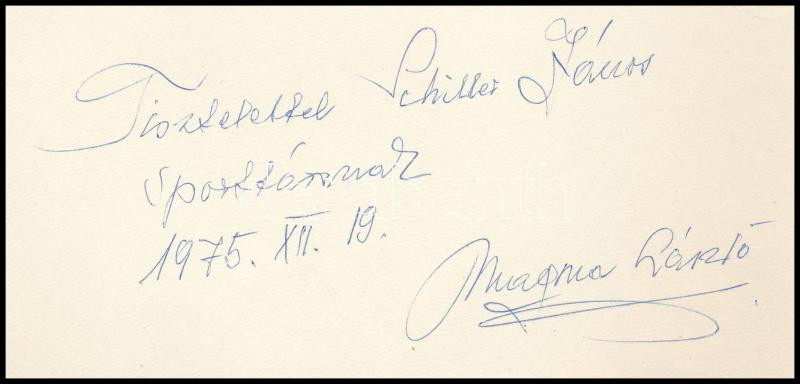 Tisztelettel Schiller János
sporttársnak
1975. XII. 19.
Magma László